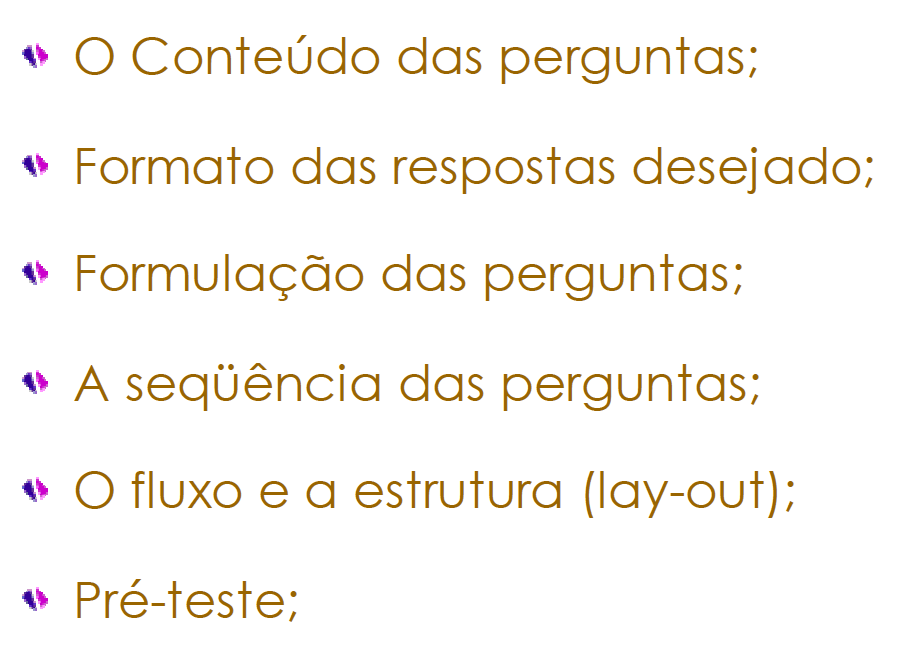 O Conteúdo das perguntas;
Formato das respostas desejado;
Formulação das perguntas;
A seqüência das perguntas;
O fluxo e a estrutura (lay-out);
Pré-teste;